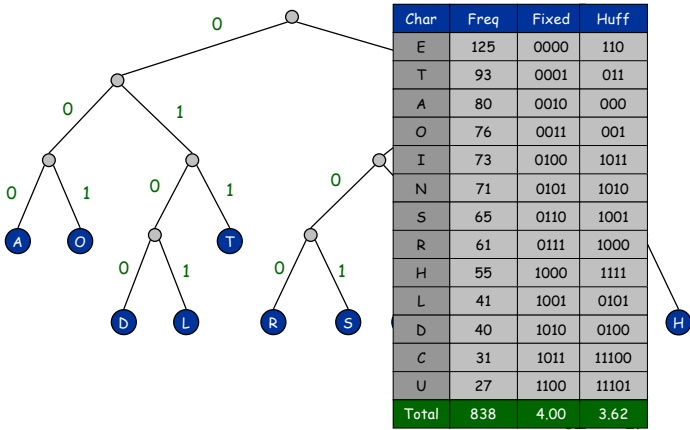 0
0
1
0
1
0
1
0
A
O
T
0
1
0
1
D
L
R
S
H
Char Freq Fixed Huff
E 125 0000 110
T 93 0001 011
A 80 0010 000
O 76 0011 001
I 73 0100 1011
N 71 0101 1010
S 65 0110 1001
R 61 0111 1000
H 55 1000 1111
L 41 1001 0101
D 40 1010 0100
C 31 1011 11100
U 27 1100 11101
Total 838 4.00 3.62